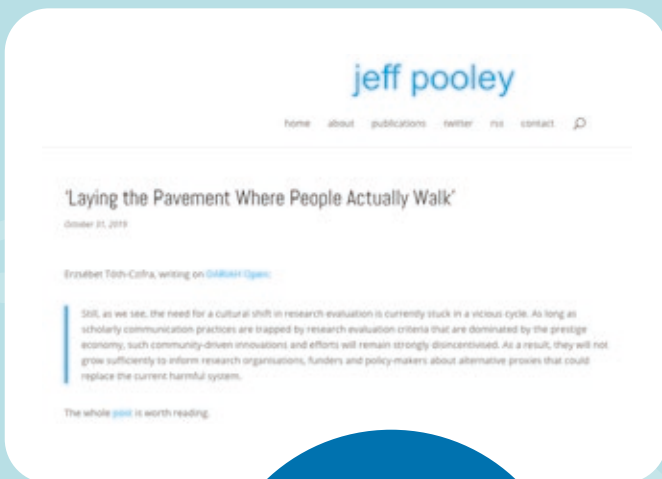 jeff pooley
home about publications twitter rss contact
‘Laying the Pavement Where People Actually Walk’
October 31, 2019
Erzsébet Tóth-Czifra, writing on DARIAH Open:
Still, as we see, the need for a cultural shift in research evaluation is currently stuck in a vicious cycle. As long as
scholarly communication practices are trapped by research evaluation criteria that are dominated by the prestige
economy, such community-driven innovations and efforts will remain strongly disincentivised. As a result, they will not
grow sufficiently to inform research organisations, funders and policy-makers about alternative proxies that could
replace the current harmful system.
The whole post is worth reading.